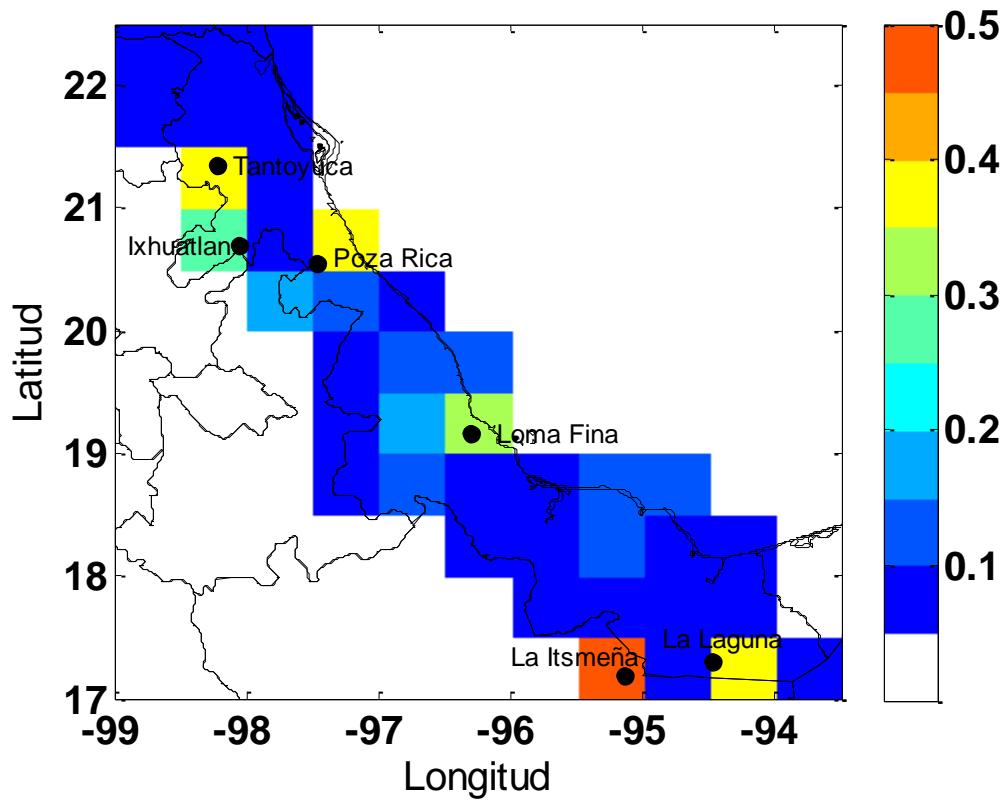 0.5
22
0.4
Tantoyuca
21
Ixhuatlan
Poza Rica
0.3
20
Latitud
0.2
Loma Fina
19
18
0.1
La Laguna
La Itsmeña
17
-99 -98 -97 -96 -95 -94
Longitud